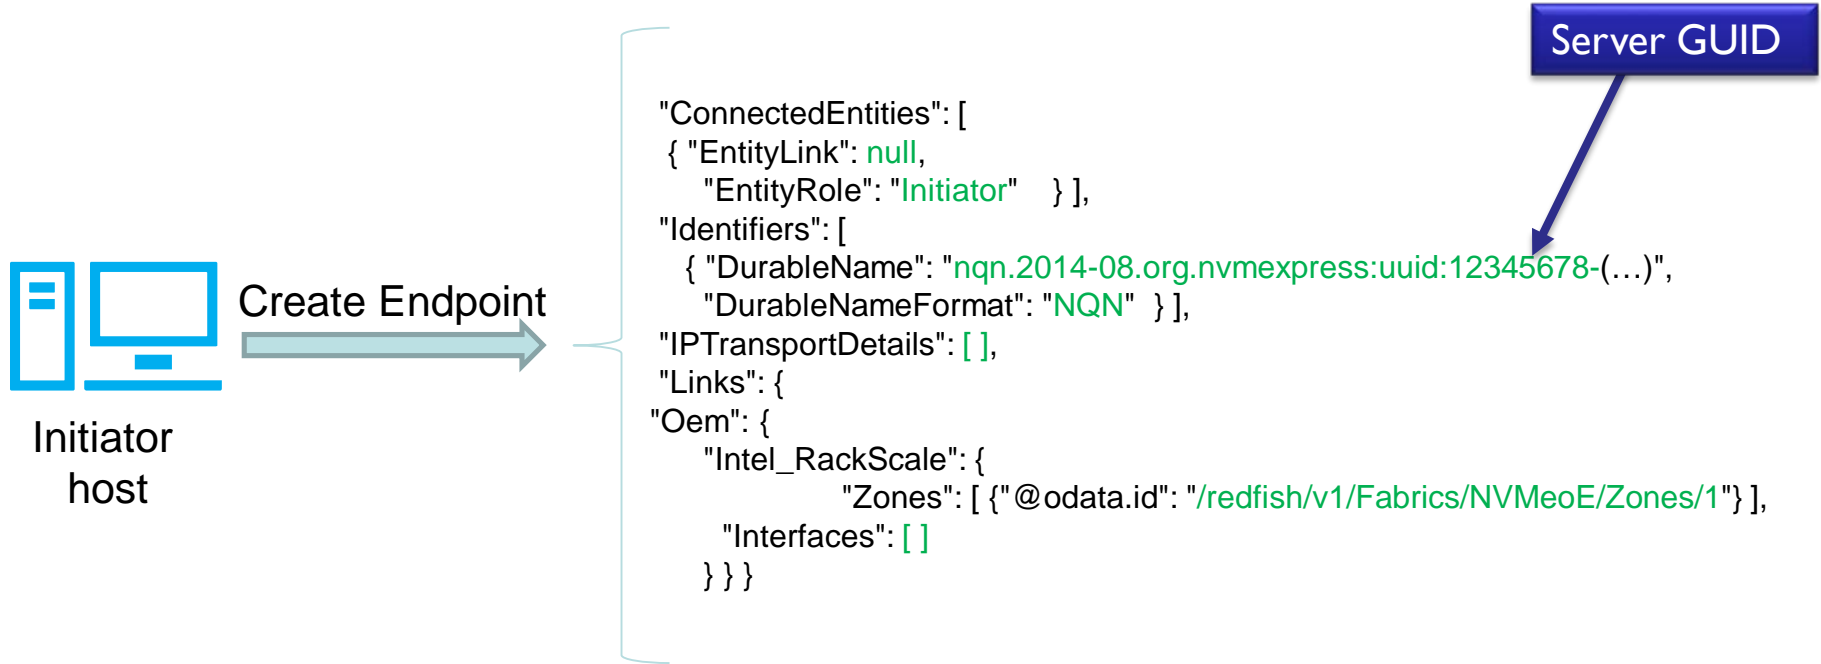 Server GUID
"ConnectedEntities": [
{ "EntityLink": null,
"EntityRole": "Initiator" } ],
"Identifiers": [
{ "DurableName": "nqn.2014-08.org.nvmexpress:uuid:12345678-(…)",
"DurableNameFormat": "NQN" } ],
"IPTransportDetails": [ ],
"Links": {
"Oem": {
"Intel_RackScale": {
"Zones": [ {"@odata.id": "/redfish/v1/Fabrics/NVMeoE/Zones/1"} ],
"Interfaces": [ ]
} } }
Create Endpoint
Initiator
host